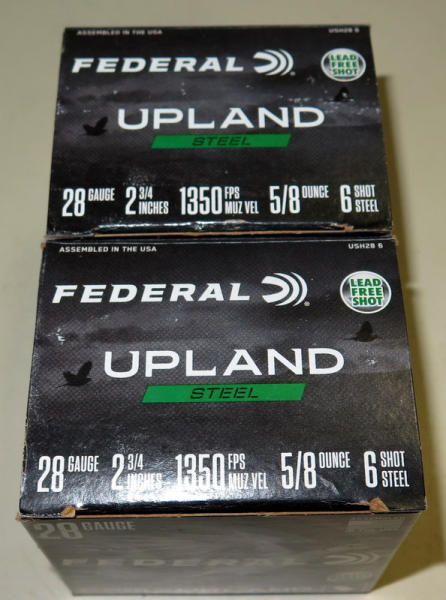 ASSEMBLED IN THE USA USH28 6
FEDERAL
LEAD
FREE
SHOT
UPLAND
STEEL
28 GAUGE 2 3/4 INCHES 1350 FPS MUZ VEL 5/8 OUNCE 6 SHOT STEEL
ASSEMBLED IN THE USA USH28 6
FEDERAL ®
LEAD
FREE
SHOT
UPLAND
STEEL
28 GAUGE 2 3/4 INCHES 1350 FPS MUZ VEL 5/8 OUNCE 6 SHOT STEEL
28 GAUGE